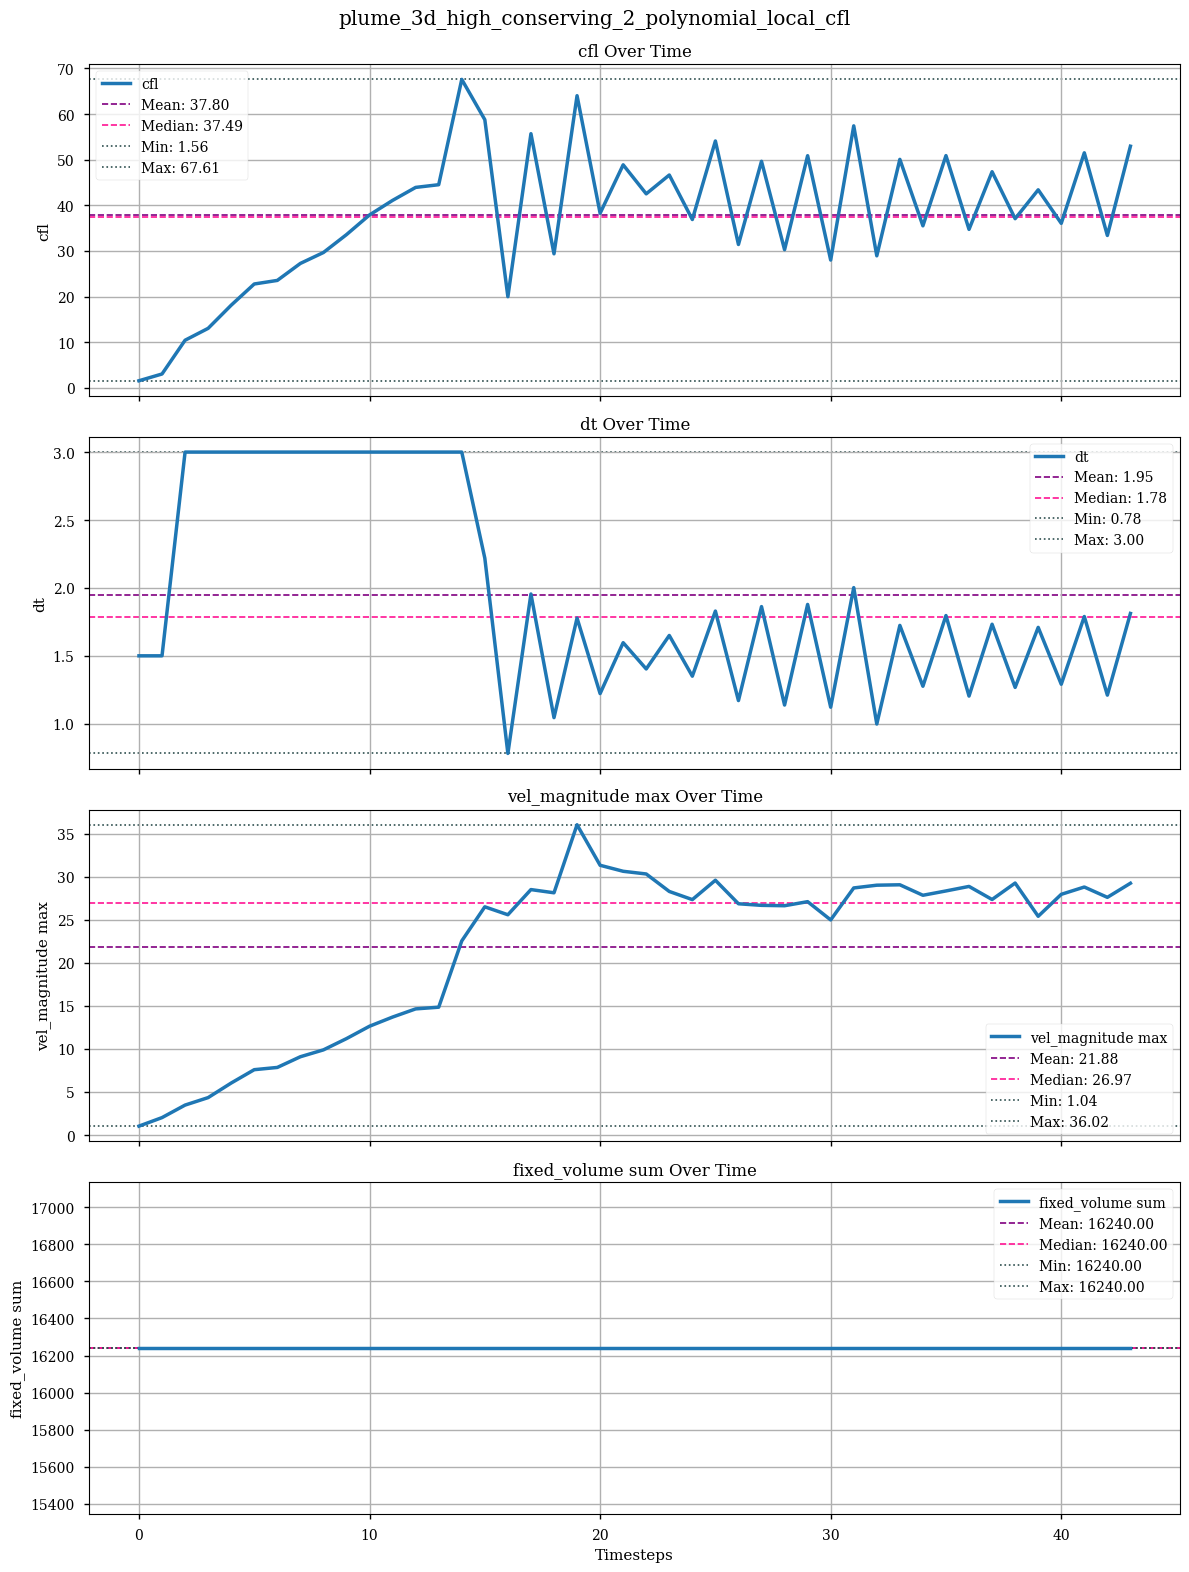 plume_3d_high_conserving_2_polynomial_local_cfl
cfl Over Time
70
60
50
40
30
20
10
0
cfl
cfl
Mean: 37.80
Median: 37.49
Min: 1.56
Max: 67.61
dt Over Time
3.0
2.5
2.0
1.5
1.0
dt
dt
Mean: 1.95
Median: 1.78
Min: 0.78
Max: 3.00
vel_magnitude max Over Time
35
30
25
20
15
10
5
0
vel_magnitude max
vel_magnitude max
Mean: 21.88
Median: 26.97
Min: 1.04
Max: 36.02
fixed_volume sum Over Time
17000
16800
16600
16400
16200
16000
15800
15600
15400
fixed_volume sum
fixed_volume sum
Mean: 16240.00
Median: 16240.00
Min: 16240.00
Max: 16240.00
0 10 20 30 40
Timesteps